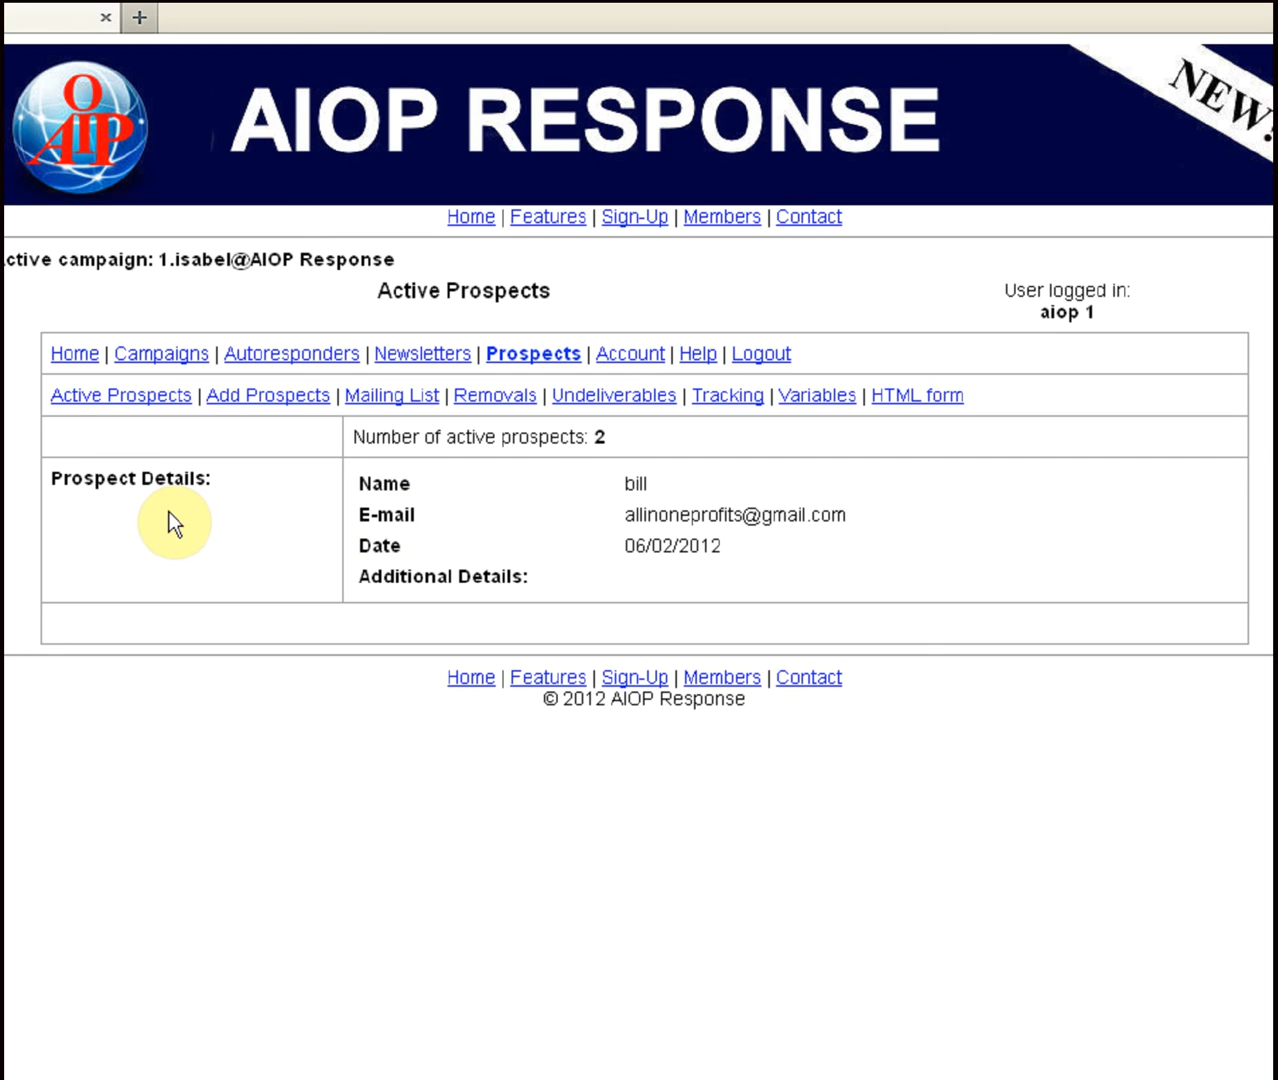 AIOP RESPONSE
NEW!
O
AIP
Home | Features | Sign-Up | Members | Contact
ctive campaign: 1.isabel@AIOP Response
Active Prospects
User logged in:
aiop 1
Home | Campaigns | Autoresponders | Newsletters | Prospects | Account | Help | Logout
Active Prospects | Add Prospects | Mailing List | Removals | Undeliverables | Tracking | Variables | HTML form
Number of active prospects: 2
Prospect Details:
Name bill
E-mail allinoneprofits@gmail.com
Date 06/02/2012
Additional Details:
Home | Features | Sign-Up | Members | Contact
© 2012 AIOP Response